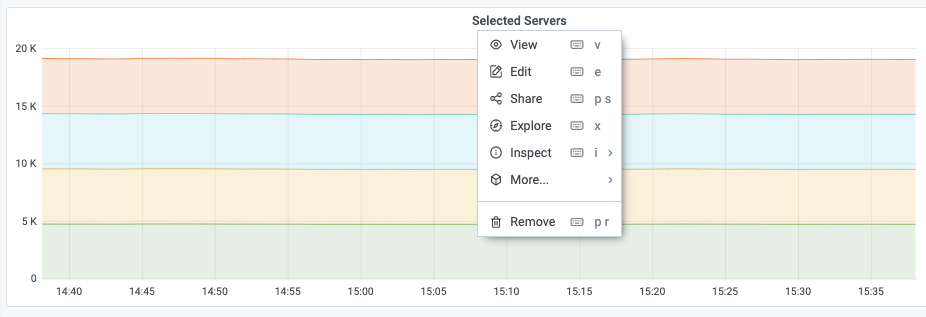 Selected Servers
20 K
15 K
10 K
5 K
0
View v
Edit e
Share p s
Explore x
Inspect i
More...
Remove p r
14:40 14:45 14:50 14:55 15:00 15:05 15:10 15:15 15:20 15:25 15:30 15:35